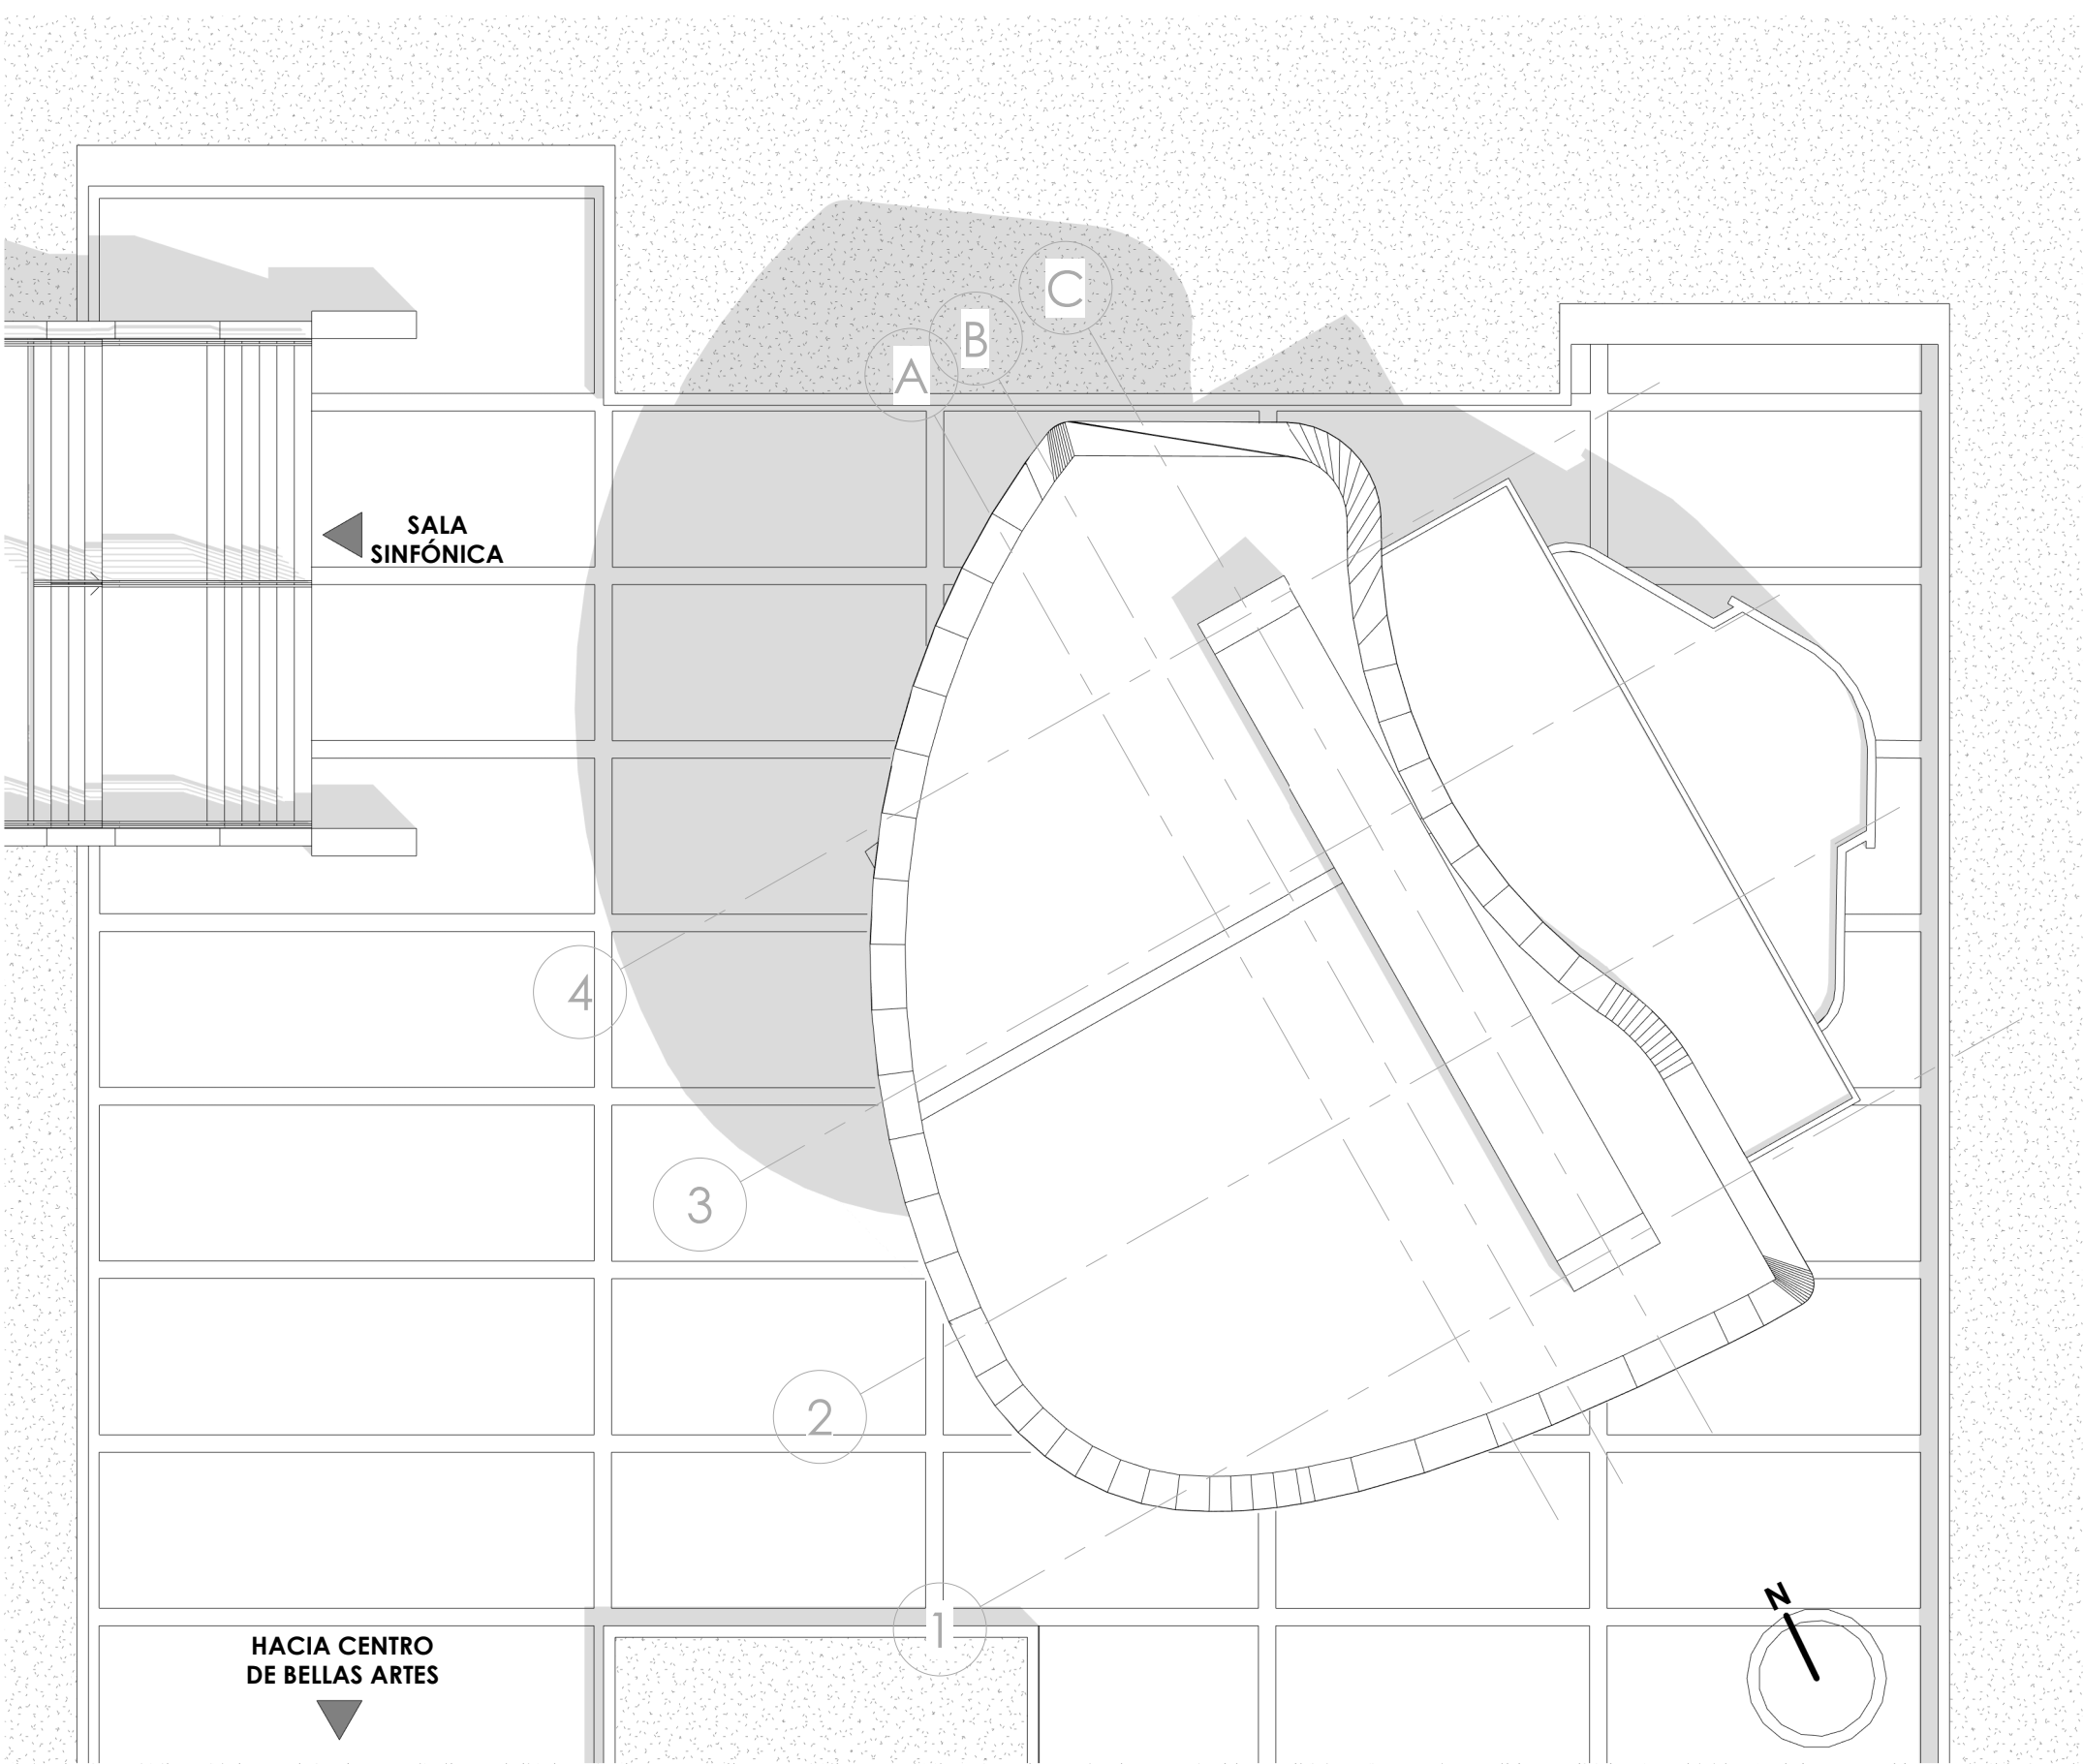 C
B
A
SALA
SINFÓNICA
4
3
2
1
N
HACIA CENTRO
DE BELLAS ARTES